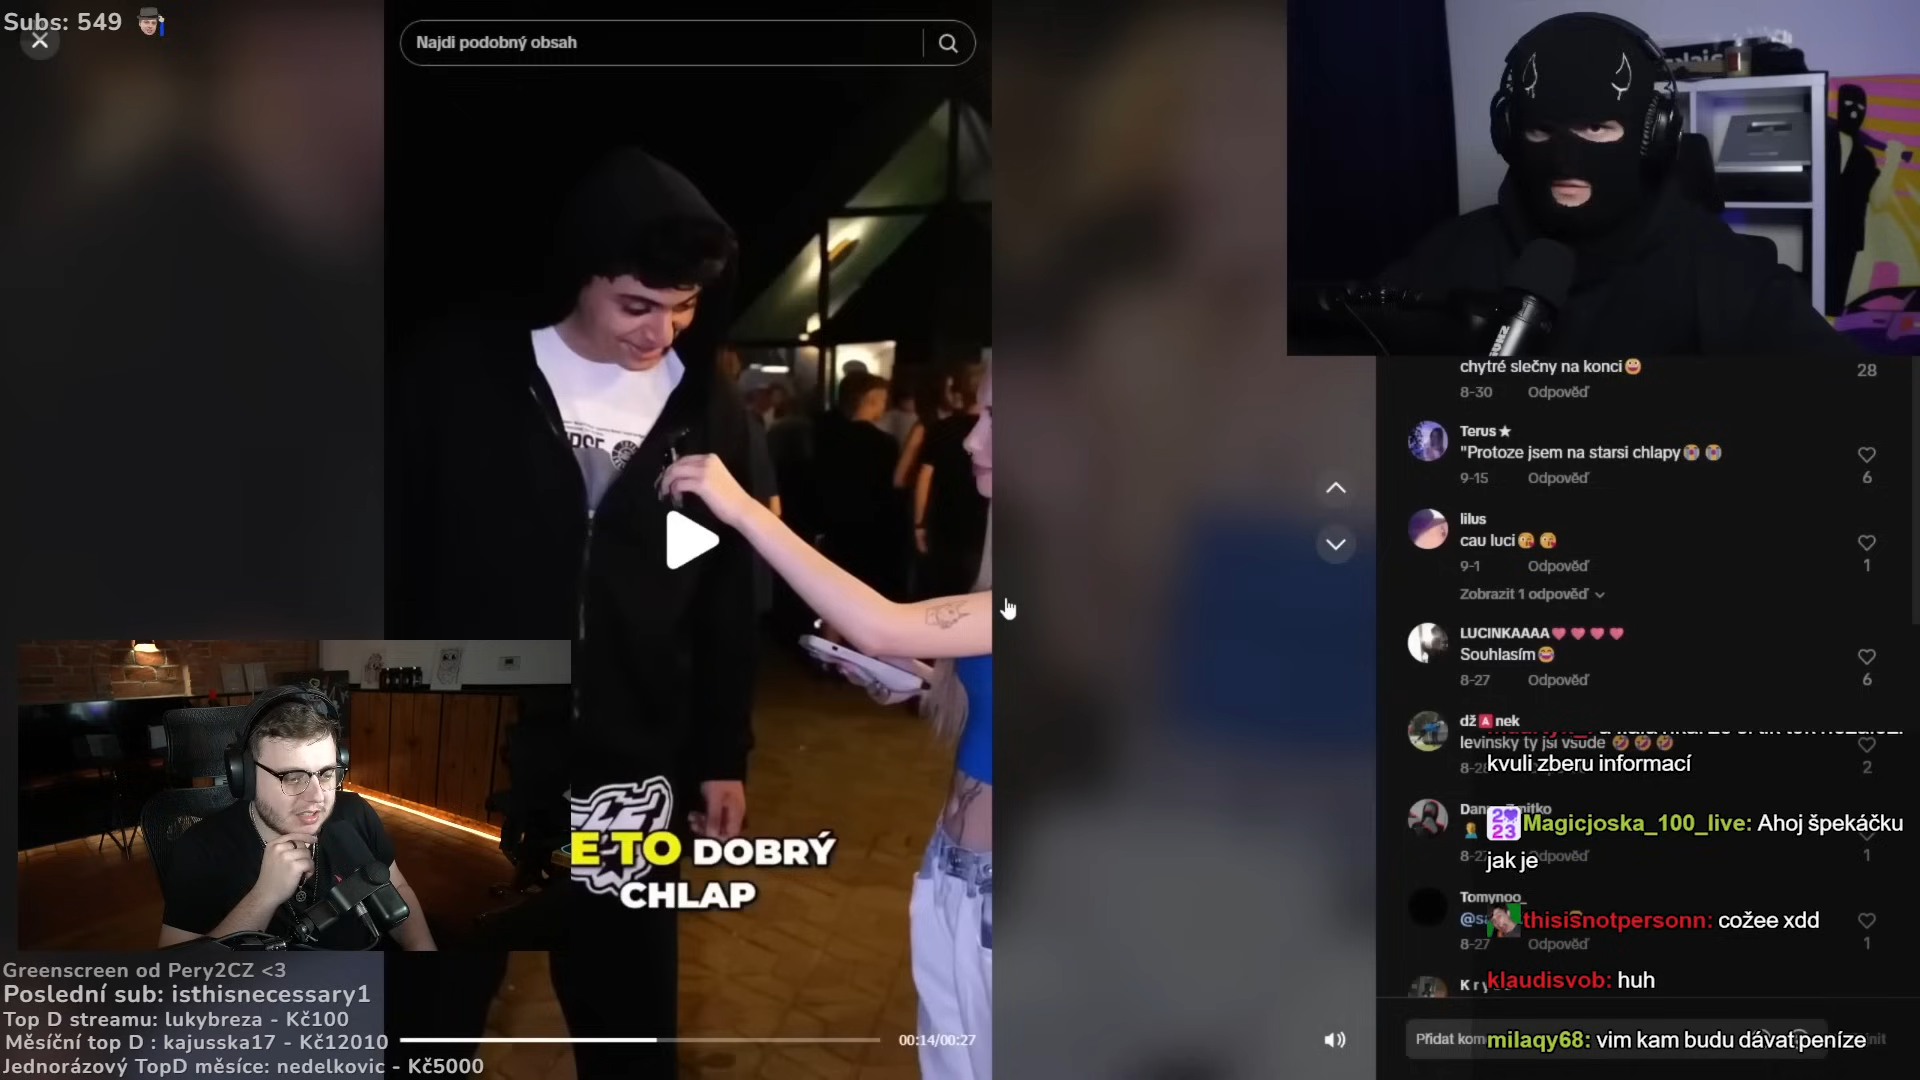 Subs: 549
Najdi podobný obsah
chytré slečny na konci
28
8-30 Odpověď
Terus
"Protoze jsem na starsi chlapy
9-15 Odpověď
6
lilus
cau luci
9-1 Odpověď
1
Zobrazit 1 odpověď
LUCINKAAAA
Souhlasím
8-27 Odpověď
6
dž A nek
levinsky ty jsi vsude
2
kvuli zberu informací
Magicjoska_100_live: Ahoj špekáčku
jak je
Odpověď
1
Tomynoo_
thisisnotpersonn: cožee xdd
8-27 Odpověď
1
klaudisvob: huh
milaqy68: vim kam budu dávat peníze
E TO DOBRÝ
CHLAP
00:14/00:27
Greenscreen od Pery2CZ <3
Poslední sub: isthisnecessary1
Top D streamu: lukybreza - Kč100
Měsíční top D : kajusska17 - Kč12010
Jednorázový TopD měsíce: nedelkovic - Kč5000